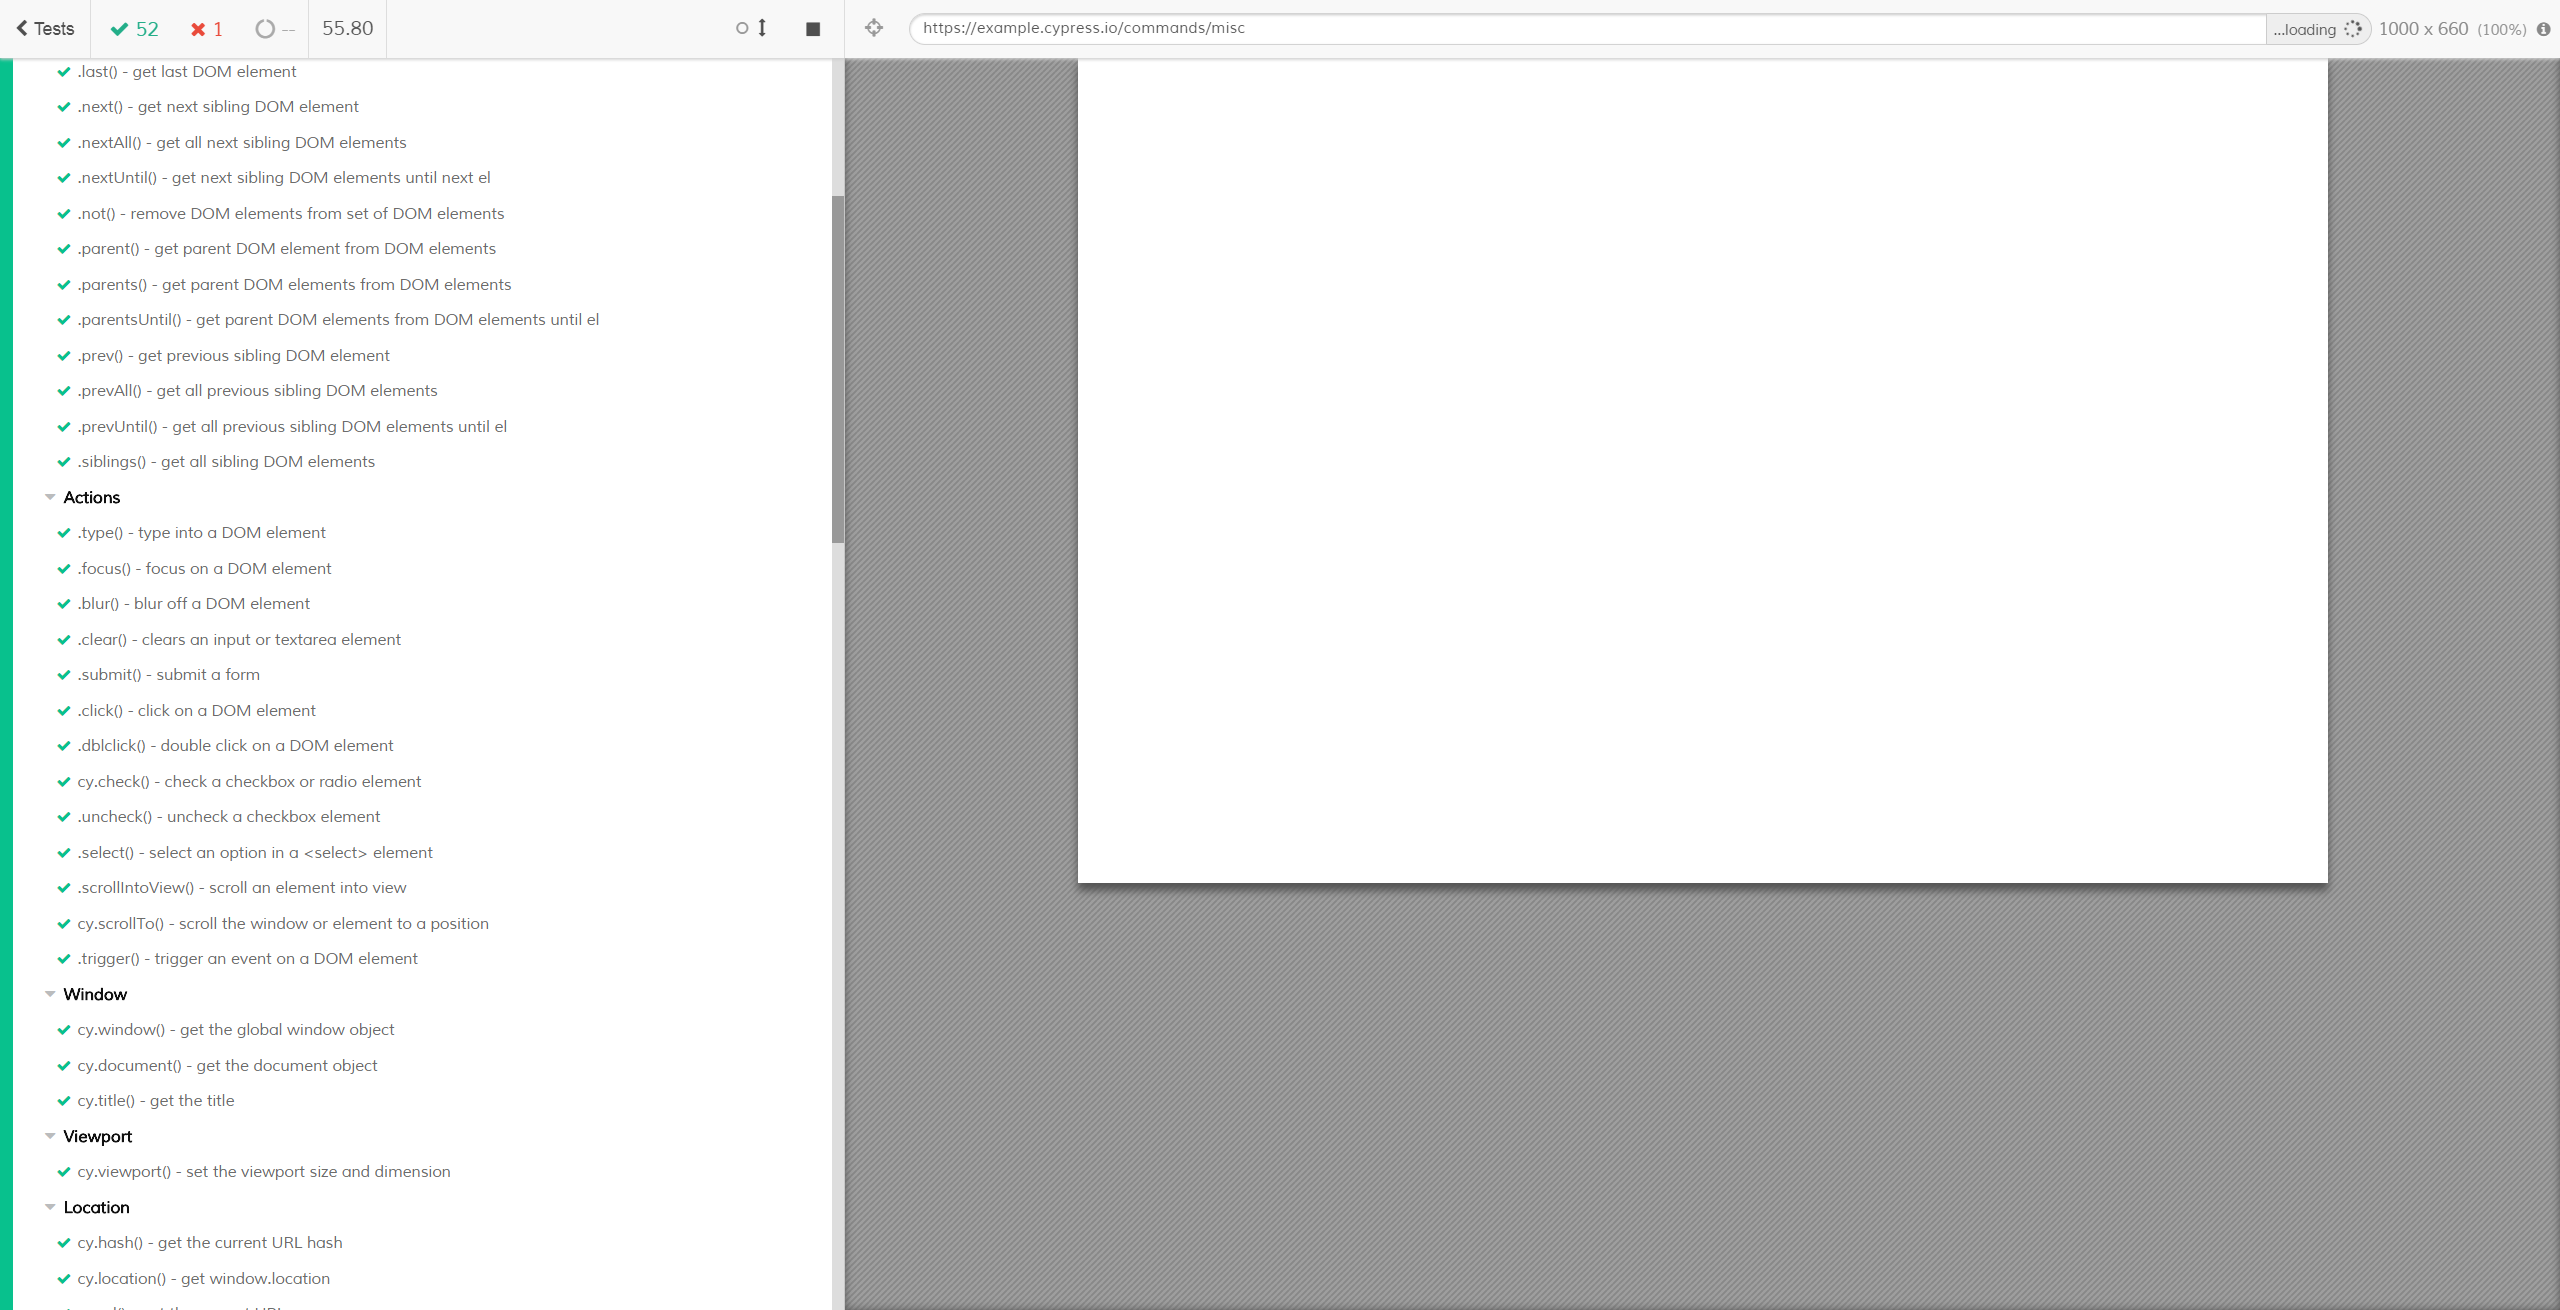 Tests 52 1 -- 55.80
https://example.cypress.io/commands/misc ...loading 1000 x 660 (100%)
.last() - get last DOM element
.next() - get next sibling DOM element
.nextAll() - get all next sibling DOM elements
.nextUntil() - get next sibling DOM elements until next el
.not() - remove DOM elements from set of DOM elements
.parent() - get parent DOM element from DOM elements
.parents() - get parent DOM elements from DOM elements
.parentsUntil() - get parent DOM elements from DOM elements until el
.prev() - get previous sibling DOM element
.prevAll() - get all previous sibling DOM elements
.prevUntil() - get all previous sibling DOM elements until el
.siblings() - get all sibling DOM elements
Actions
.type() - type into a DOM element
.focus() - focus on a DOM element
.blur() - blur off a DOM element
.clear() - clears an input or textarea element
.submit() - submit a form
.click() - click on a DOM element
.dblclick() - double click on a DOM element
cy.check() - check a checkbox or radio element
.uncheck() - uncheck a checkbox element
.select() - select an option in a <select> element
.scrollIntoView() - scroll an element into view
cy.scrollTo() - scroll the window or element to a position
.trigger() - trigger an event on a DOM element
Window
cy.window() - get the global window object
cy.document() - get the document object
cy.title() - get the title
Viewport
cy.viewport() - set the viewport size and dimension
Location
cy.hash() - get the current URL hash
cy.location() - get window.location